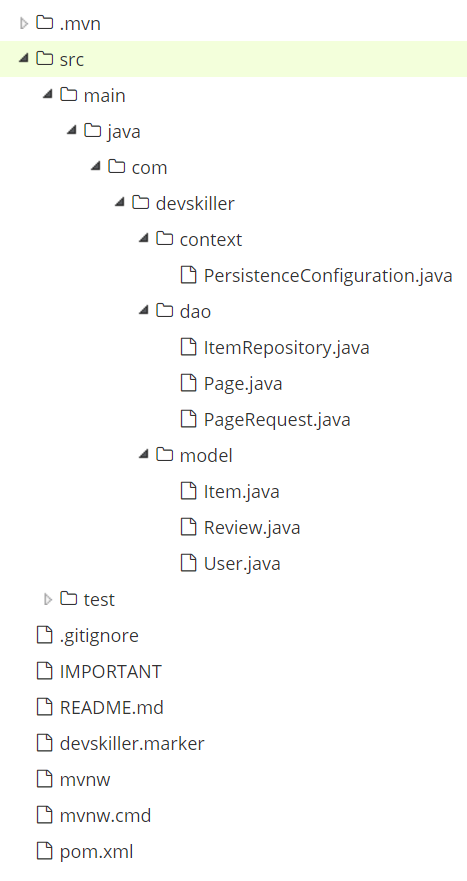 .mvn
src
main
java
com
devskiller
context
PersistenceConfiguration.java
dao
ItemRepository.java
Page.java
PageRequest.java
model
Item.java
Review.java
User.java
test
.gitignore
IMPORTANT
README.md
devskiller.marker
mvnw
mvnw.cmd
pom.xml